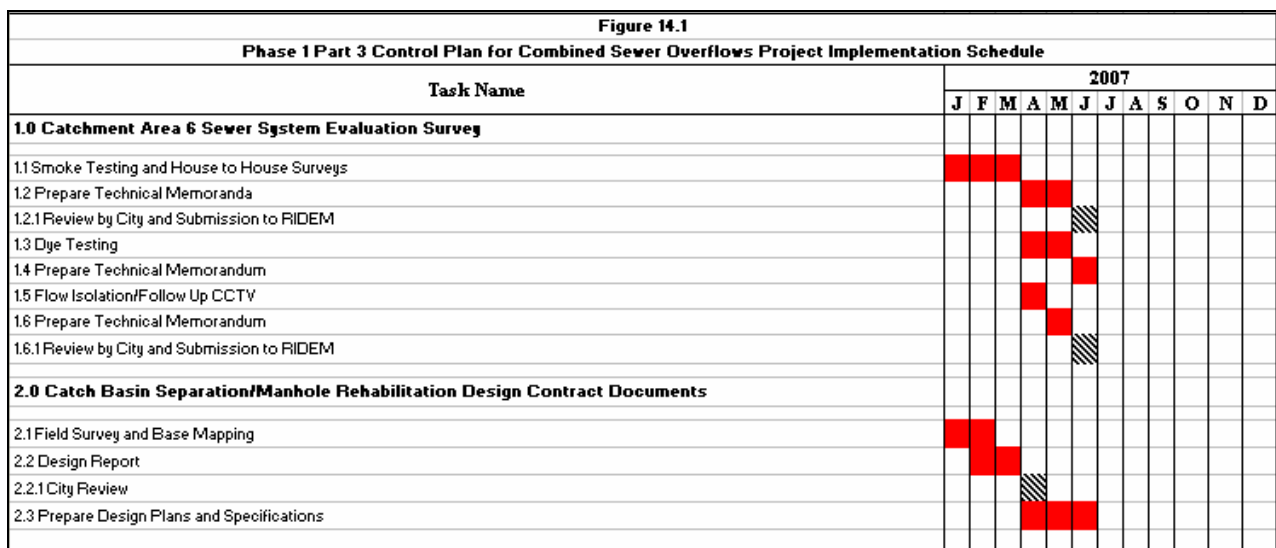 Figure 14.1
Phase 1 Part 3 Control Plan for Combined Sewer Overflows Project Implementation Schedule
Task Name
2007
J F M A M J J A S O N D
1.0 Catchment Area 6 Sewer System Evaluation Survey
1.1 Smoke Testing and House to House Surveys
1.2 Prepare Technical Memoranda
1.2.1 Review by City and Submission to RIDEM
1.3 Dye Testing
1.4 Prepare Technical Memorandum
1.5 Flow Isolation/Follow Up CCTV
1.6 Prepare Technical Memorandum
1.6.1 Review by City and Submission to RIDEM
2.0 Catch Basin Separation/Manhole Rehabilitation Design Contract Documents
2.1 Field Survey and Base Mapping
2.2 Design Report
2.2.1 City Review
2.3 Prepare Design Plans and Specifications